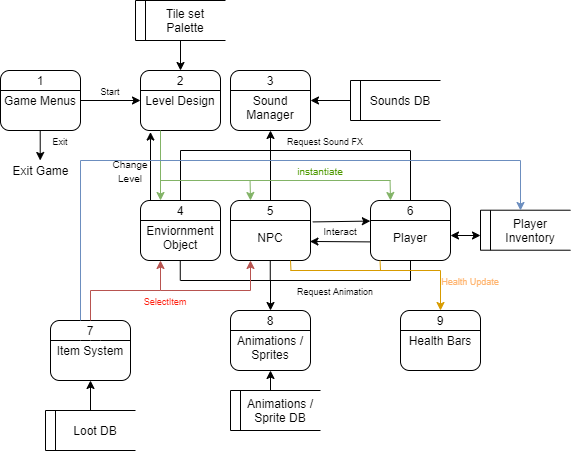 Tile set
Palette
1
Game Menus
Start
2
Level Design
3
Sound
Manager
Sounds DB
Exit
Exit Game
Request Sound FX
Change
Level
instantiate
4
Enviornment
Object
5
NPC
Interact
6
Player
Player
Inventory
Health Update
Request Animation
SelectItem
7
Item System
8
Animations /
Sprites
9
Health Bars
Loot DB
Animations /
Sprite DB